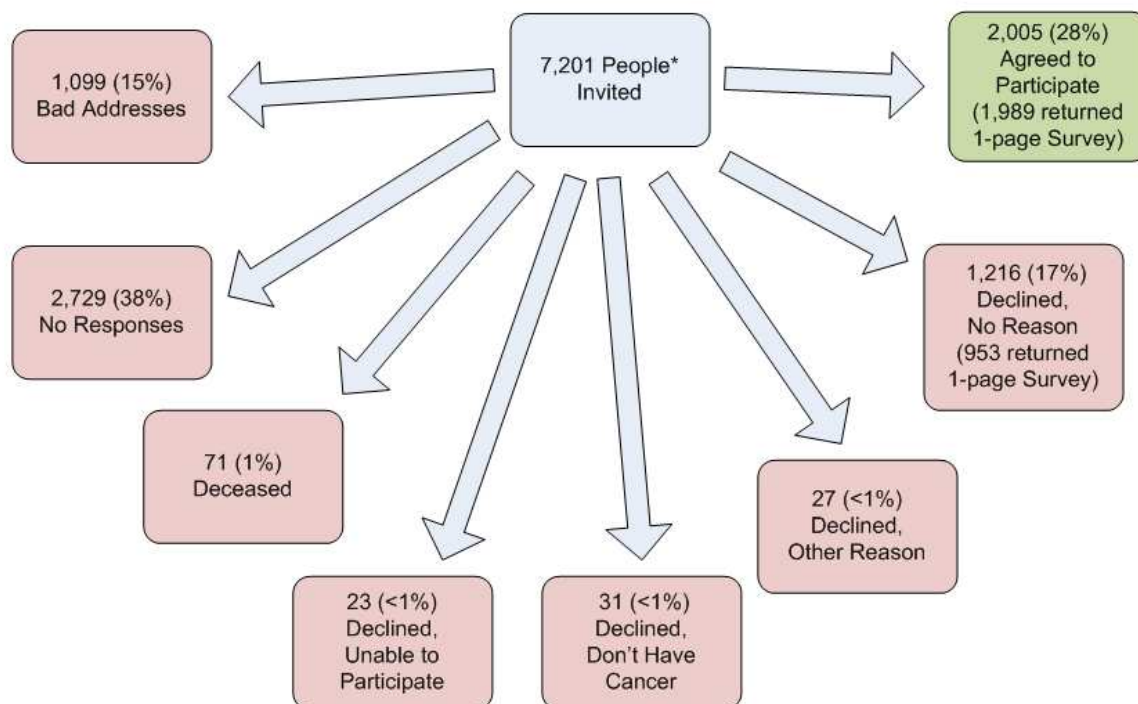 7,201 People*
Invited
1,099 (15%)
Bad Addresses
2,005 (28%)
Agreed to
Participate
(1,989 returned
1-page Survey)
2,729 (38%)
No Responses
1,216 (17%)
Declined,
No Reason
(953 returned
1-page Survey)
71 (1%)
Deceased
27 (<1%)
Declined,
Other Reason
23 (<1%)
Declined,
Unable to
Participate
31 (<1%)
Declined,
Don't Have
Cancer